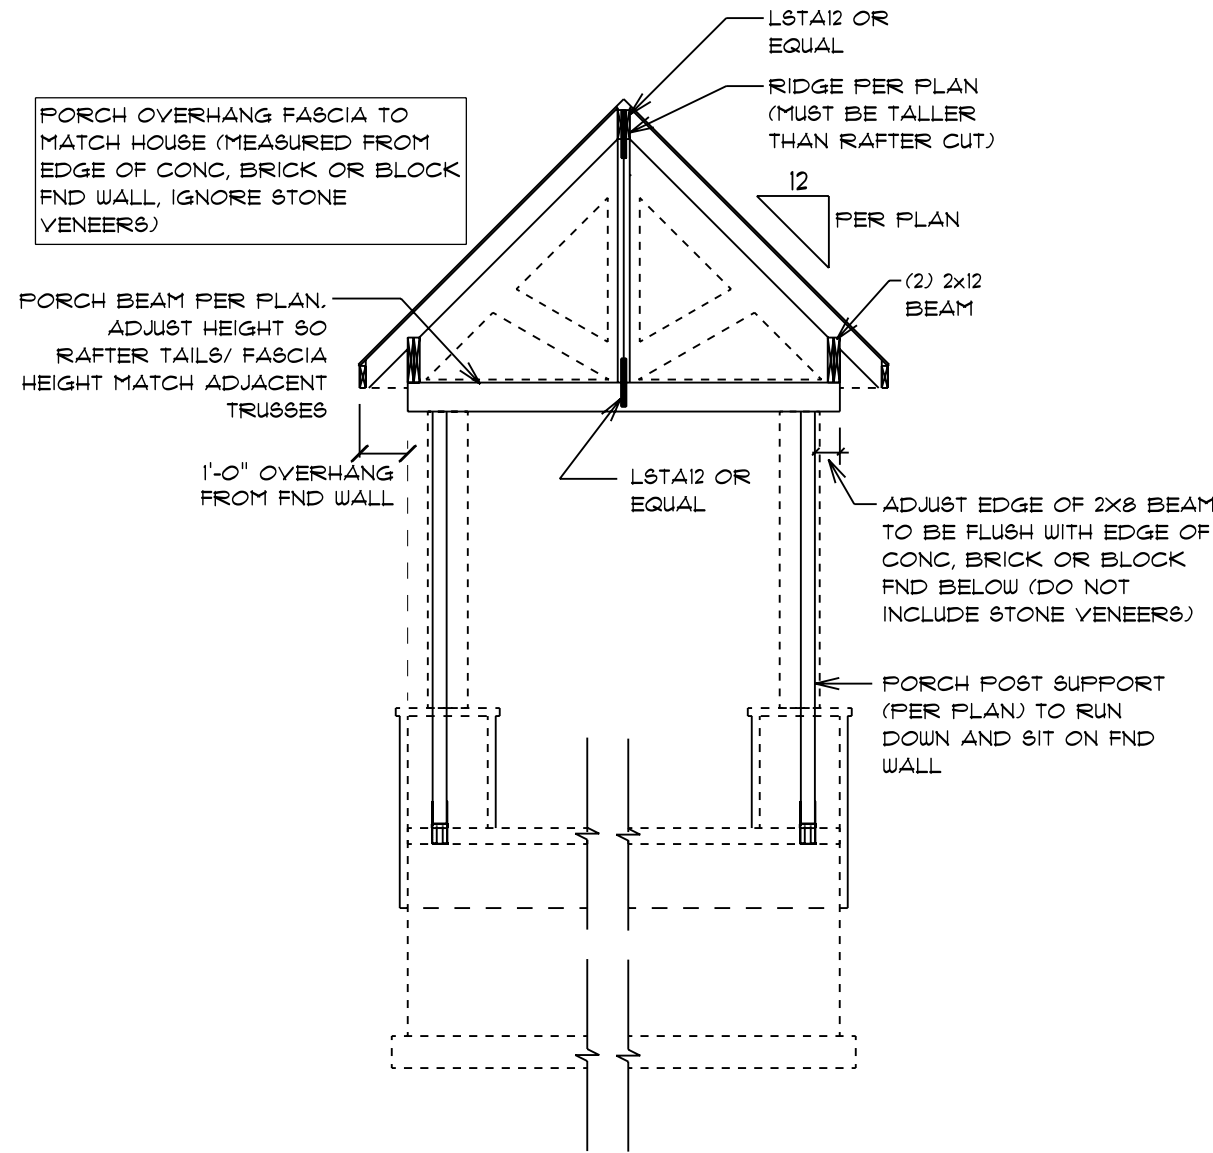 LSTA12 OR
EQUAL
RIDGE PER PLAN
(MUST BE TALLER
THAN RAFTER CUT)
PORCH OVERHANG FASCIA TO
MATCH HOUSE (MEASURED FROM
EDGE OF CONC, BRICK OR BLOCK
FND WALL, IGNORE STONE
VENEERS)
12
PER PLAN
(2) 2x12
BEAM
PORCH BEAM PER PLAN.
ADJUST HEIGHT SO
RAFTER TAILS/ FASCIA
HEIGHT MATCH ADJACENT
TRUSSES
1'-0" OVERHANG
FROM FND WALL
LSTA12 OR
EQUAL
ADJUST EDGE OF 2X8 BEAM
TO BE FLUSH WITH EDGE OF
CONC, BRICK OR BLOCK
FND BELOW (DO NOT
INCLUDE STONE VENEERS)
PORCH POST SUPPORT
(PER PLAN) TO RUN
DOWN AND SIT ON FND
WALL